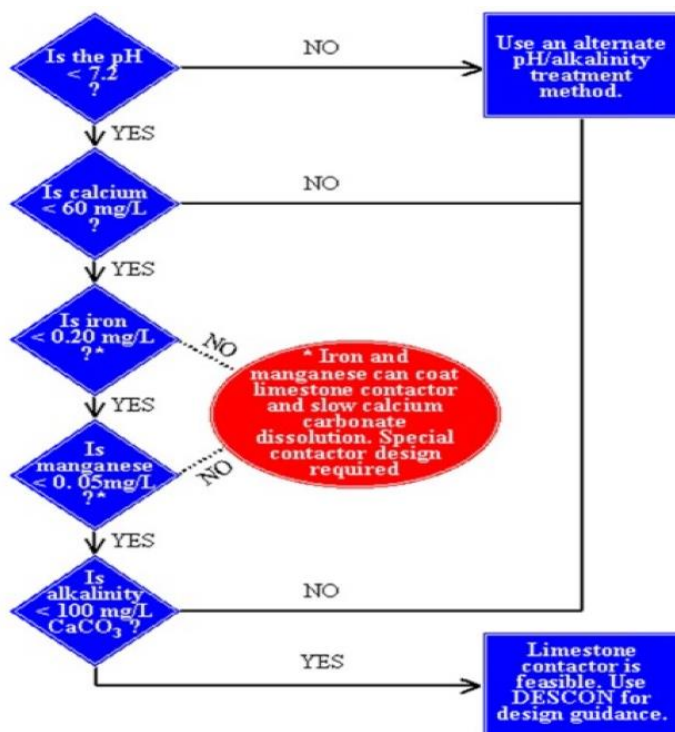 Is the pH
< 7.2
?
NO
Use an alternate
pH/alkalinity
treatment
method.
YES
Is calcium
< 60 mg/L
?
NO
YES
Is iron
< 0.20 mg/L
?*
NO
* Iron and
manganese can coat
limestone contactor
and slow calcium
carbonate
dissolution. Special
contactor design
required
YES
Is
manganese
< 0. 05mg/L
?*
NO
YES
Is
alkalinity
< 100 mg/L
CaCO₃ ?
NO
YES
Limestone
contactor is
feasible. Use
DESCON for
design guidance.